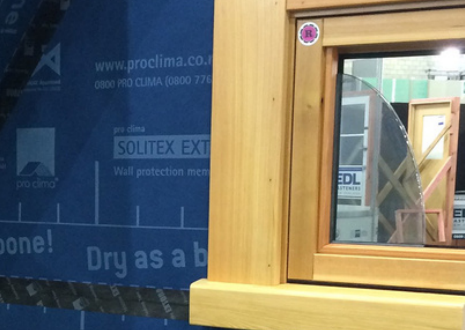 www.proclima.co.n
0800 PRO CLIMA (0800 776
pro clima
SOLITEX EXT
Wall protection mem
pro clima
bone!
Dry as a b
R
EDL